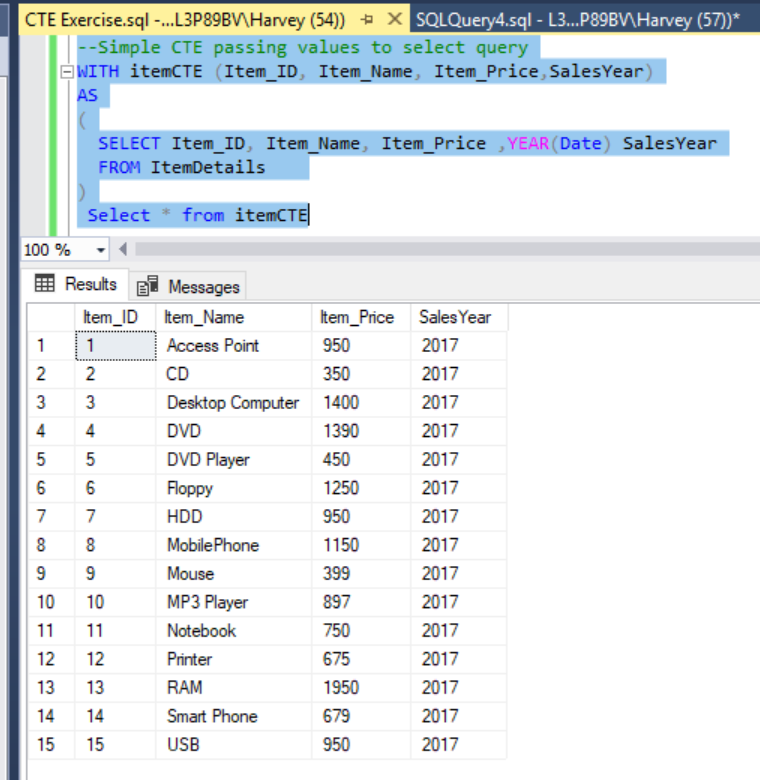 CTE Exercise.sql -...L3P89BV\Harvey (54)) SQLQuery4.sql - L3...P89BV\Harvey (57))*
--Simple CTE passing values to select query
WITH itemCTE (Item_ID, Item_Name, Item_Price,SalesYear)
AS
(
SELECT Item_ID, Item_Name, Item_Price ,YEAR(Date) SalesYear
FROM ItemDetails
)
Select * from itemCTE
100 %
Results Messages
Item_ID Item_Name Item_Price SalesYear
1 1 Access Point 950 2017
2 2 CD 350 2017
3 3 Desktop Computer 1400 2017
4 4 DVD 1390 2017
5 5 DVD Player 450 2017
6 6 Floppy 1250 2017
7 7 HDD 950 2017
8 8 MobilePhone 1150 2017
9 9 Mouse 399 2017
10 10 MP3 Player 897 2017
11 11 Notebook 750 2017
12 12 Printer 675 2017
13 13 RAM 1950 2017
14 14 Smart Phone 679 2017
15 15 USB 950 2017